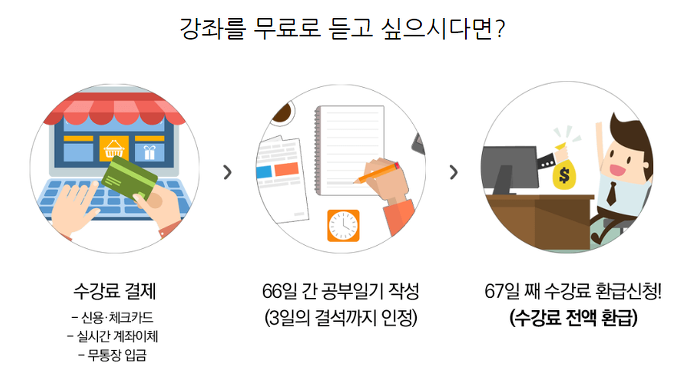 강좌를 무료로 듣고 싶으시다면?
수강료 결제
- 신용·체크카드
- 실시간 계좌이체
- 무통장 입금
66일 간 공부일기 작성
(3일의 결석까지 인정)
67일 째 수강료 환급신청!
(수강료 전액 환급)
$